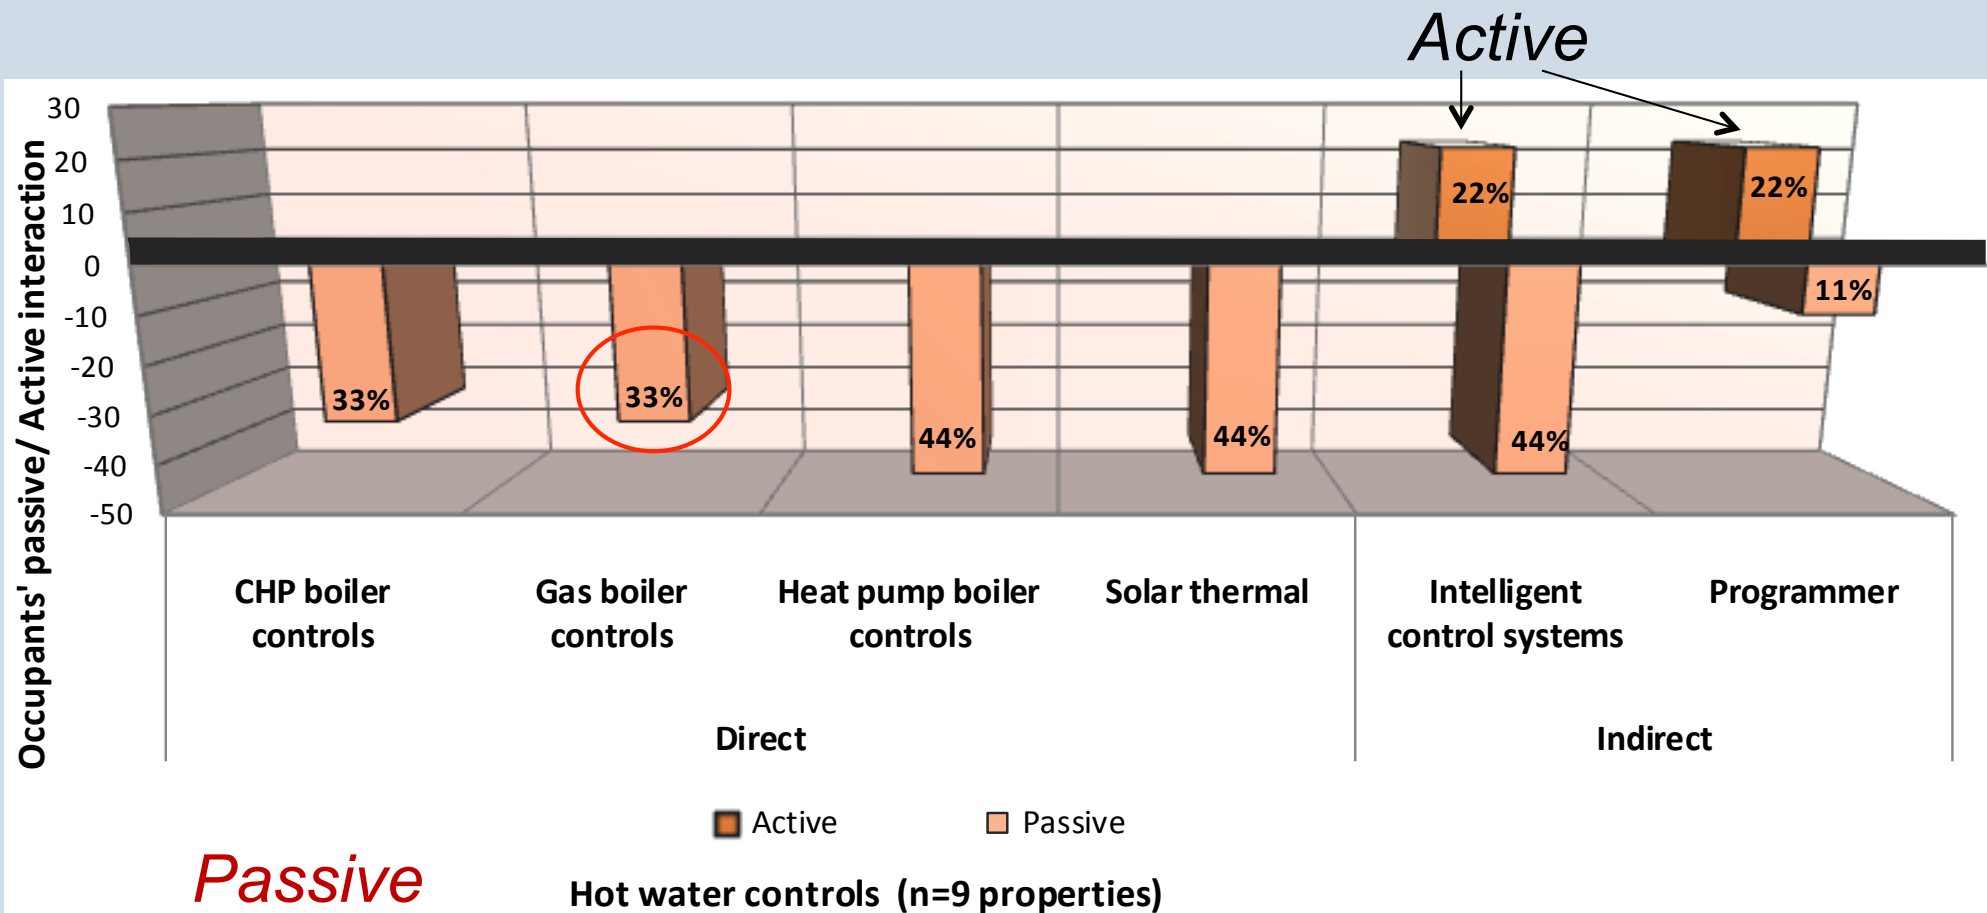 Active
Occupants' passive/ Active interaction
30
20
10
0
-10
-20
-30
-40
-50
22%
22%
33%
33%
44%
44%
44%
11%
CHP boiler
controls
Gas boiler
controls
Heat pump boiler
controls
Solar thermal
Intelligent
control systems
Programmer
Direct
Indirect
Active
Passive
Passive
Hot water controls (n=9 properties)